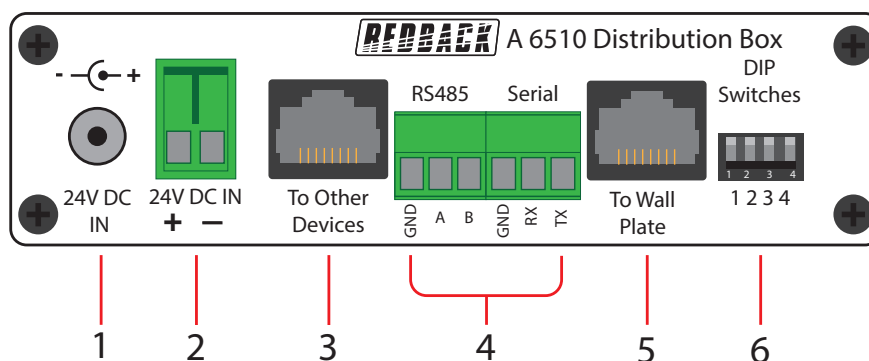 REDBACK A 6510 Distribution Box
- +
24V DC
IN
24V DC IN
+ −
To Other
Devices
RS485 Serial
GND A B GND RX TX
To Wall
Plate
DIP
Switches
1 2 3 4
1 2 3 4
1 2 3 4 5 6